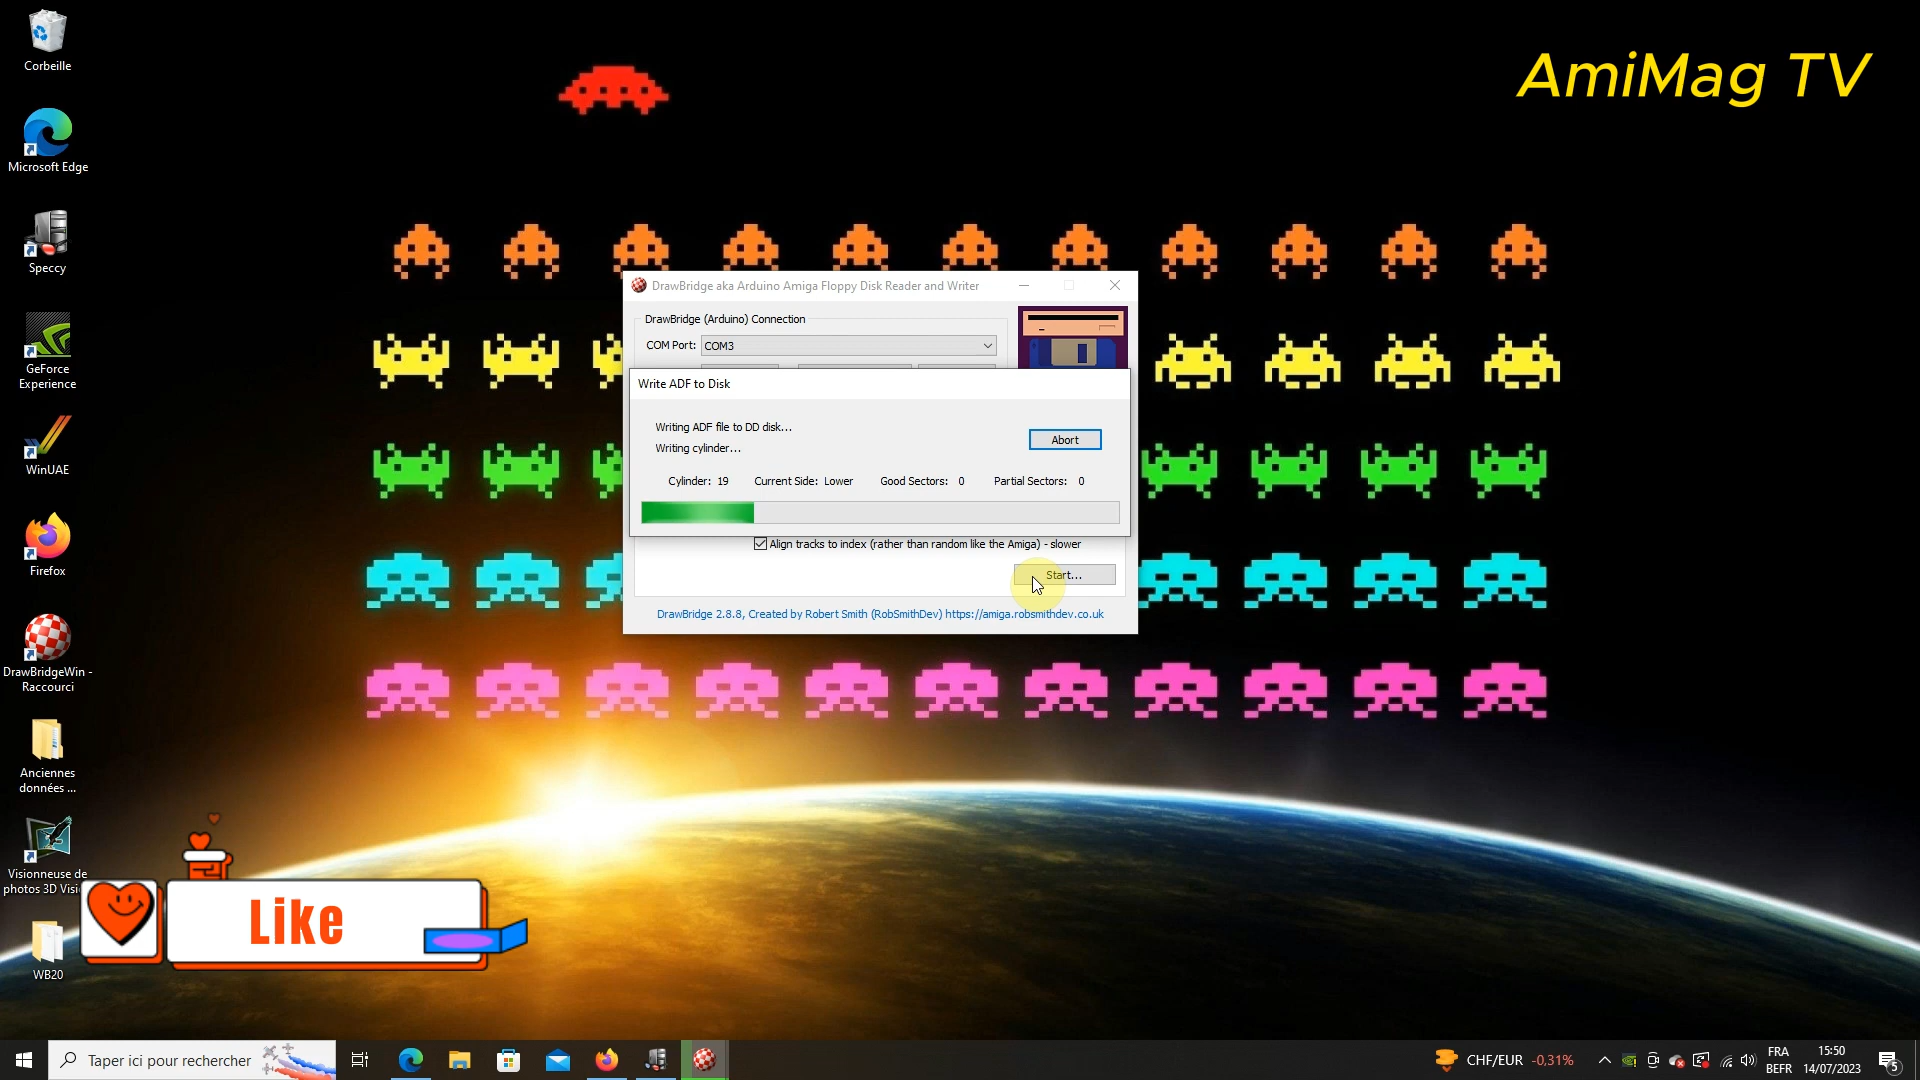 AmiMag TV
Corbeille
Microsoft Edge
Speccy
GeForce
Experience
WinUAE
Firefox
DrawBridgeWin -
Raccourci
Anciennes
données ...
Visionneuse de
photos 3D Visi
WB20
DrawBridge aka Arduino Amiga Floppy Disk Reader and Writer
DrawBridge (Arduino) Connection
COM Port: COM3
Write ADF to Disk
Writing ADF file to DD disk...
Writing cylinder...
Abort
Cylinder: 19 Current Side: Lower Good Sectors: 0 Partial Sectors: 0
Align tracks to index (rather than random like the Amiga) - slower
Start...
DrawBridge 2.8.8, Created by Robert Smith (RobSmithDev) https://amiga.robsmithdev.co.uk
Like
Taper ici pour rechercher
CHF/EUR -0,31%
FRA
BEFR
15:50
14/07/2023
5